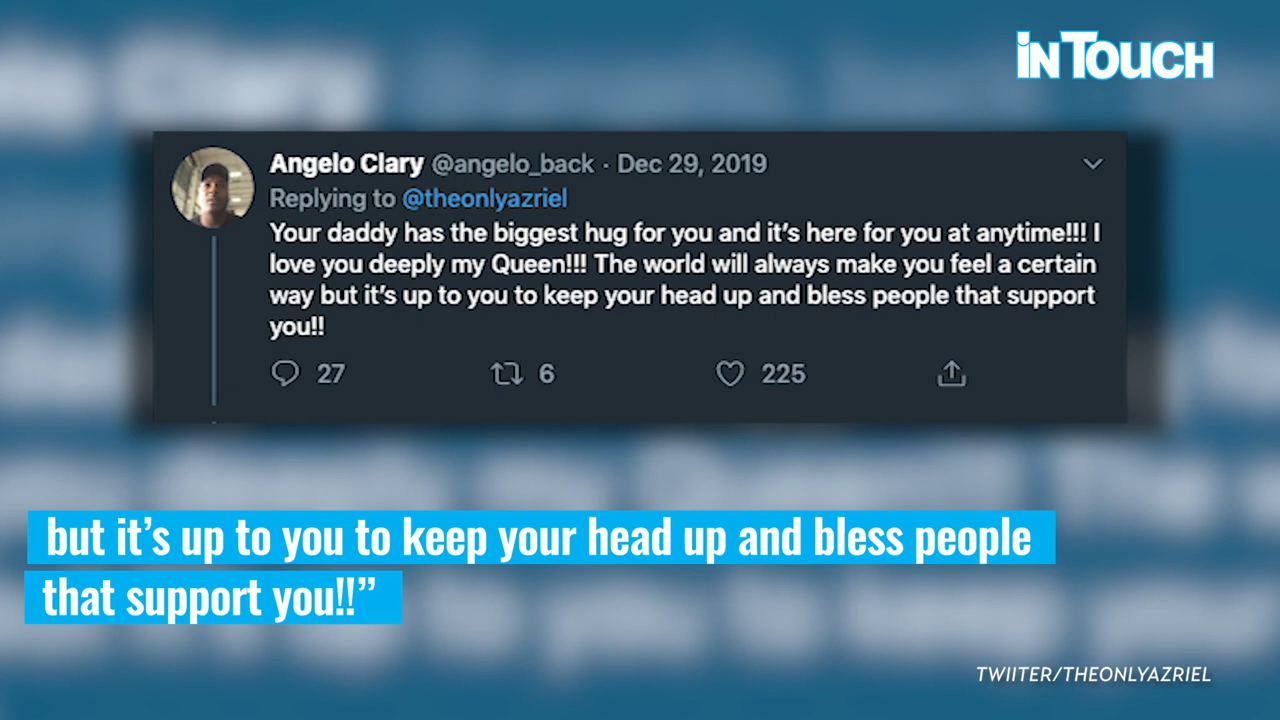 inTouch
Angelo Clary @angelo_back · Dec 29, 2019
Replying to @theonlyazriel
Your daddy has the biggest hug for you and it's here for you at anytime!!! I
love you deeply my Queen!!! The world will always make you feel a certain
way but it's up to you to keep your head up and bless people that support
you!!
27 6 225
but it's up to you to keep your head up and bless people
that support you!!”
TWIITER/THEONLYAZRIEL